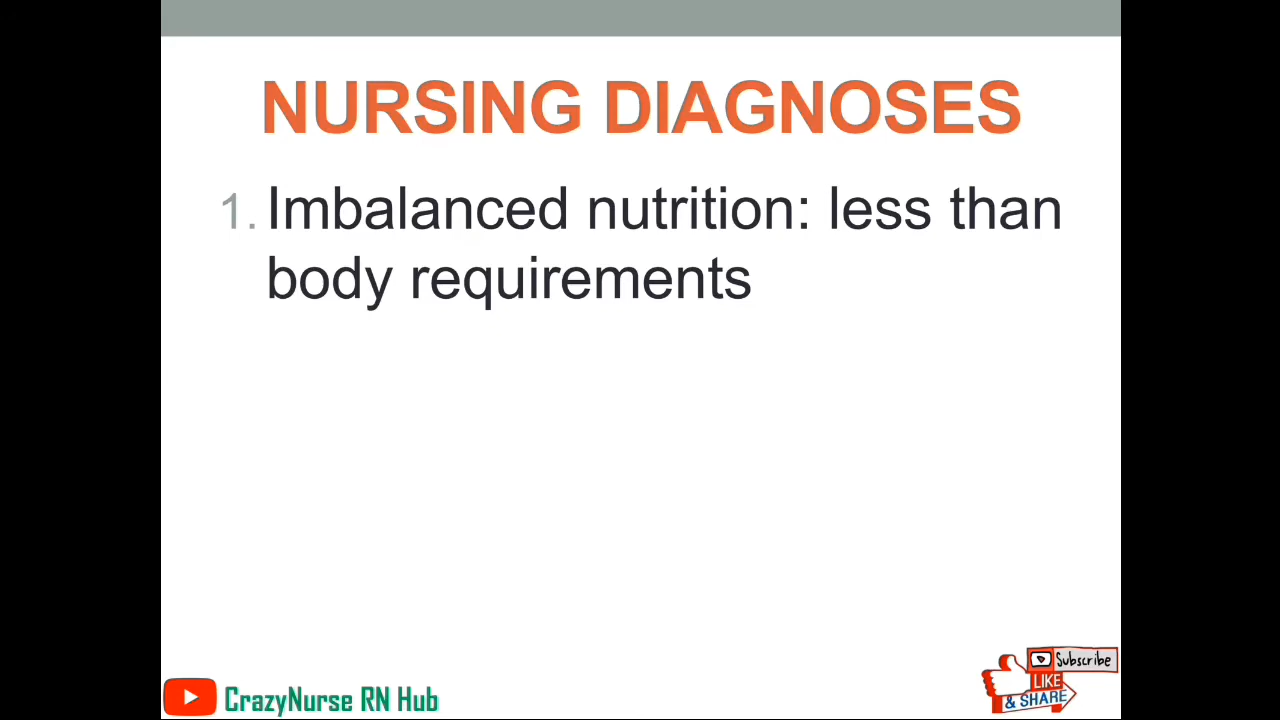 NURSING DIAGNOSES
1. Imbalanced nutrition: less than
body requirements
CrazyNurse RN Hub
Subscribe
LIKE
& SHARE